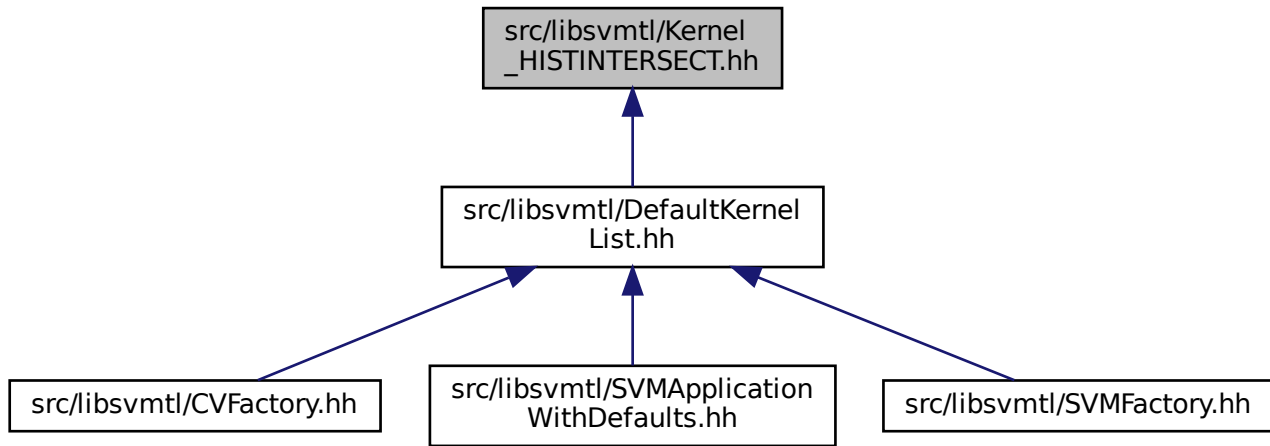 src/libsvmtl/Kernel
_HISTINTERSECT.hh
src/libsvmtl/DefaultKernel
List.hh
src/libsvmtl/CVFactory.hh
src/libsvmtl/SVMApplication
WithDefaults.hh
src/libsvmtl/SVMFactory.hh